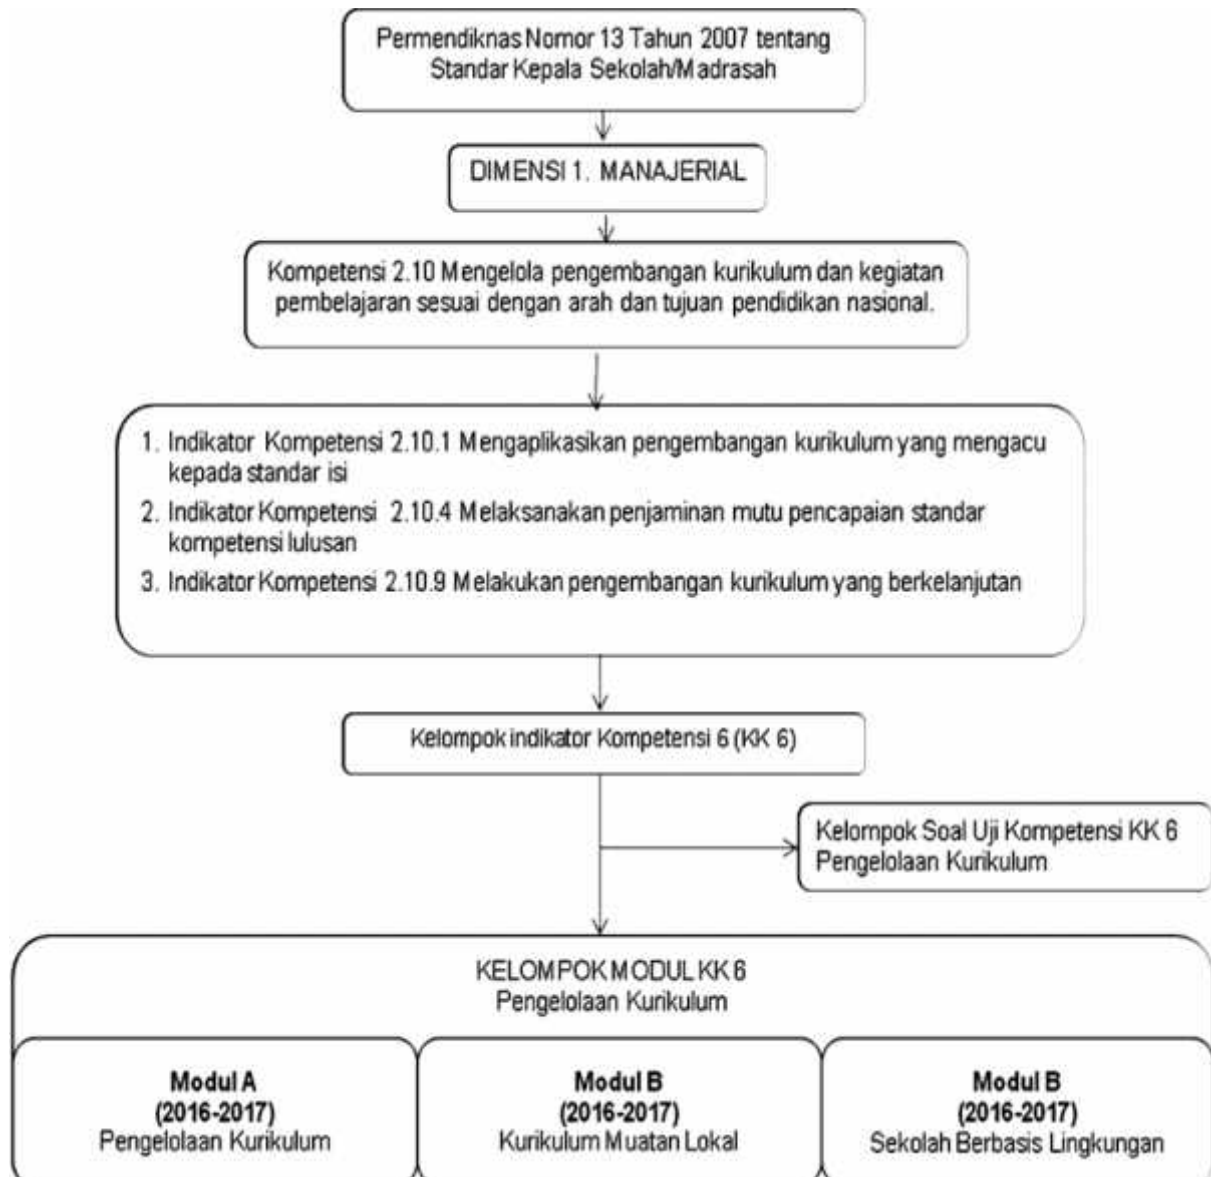 Permendiknas Nomor 13 Tahun 2007 tentang
Standar Kepala Sekolah/Madrasah
DIMENSI 1. MANAJERIAL
Kompetensi 2.10 Mengelola pengembangan kurikulum dan kegiatan
pembelajaran sesuai dengan arah dan tujuan pendidikan nasional.
1. Indikator Kompetensi 2.10.1 Mengaplikasikan pengembangan kurikulum yang mengacu
kepada standar isi
2. Indikator Kompetensi 2.10.4 Melaksanakan penjaminan mutu pencapaian standar
kompetensi lulusan
3. Indikator Kompetensi 2.10.9 Melakukan pengembangan kurikulum yang berkelanjutan
Kelompok indikator Kompetensi 6 (KK 6)
Kelompok Soal Uji Kompetensi KK 6
Pengelolaan Kurikulum
KELOMPOK MODUL KK 6
Pengelolaan Kurikulum
Modul A
(2016-2017)
Pengelolaan Kurikulum
Modul B
(2016-2017)
Kurikulum Muatan Lokal
Modul B
(2016-2017)
Sekolah Berbasis Lingkungan